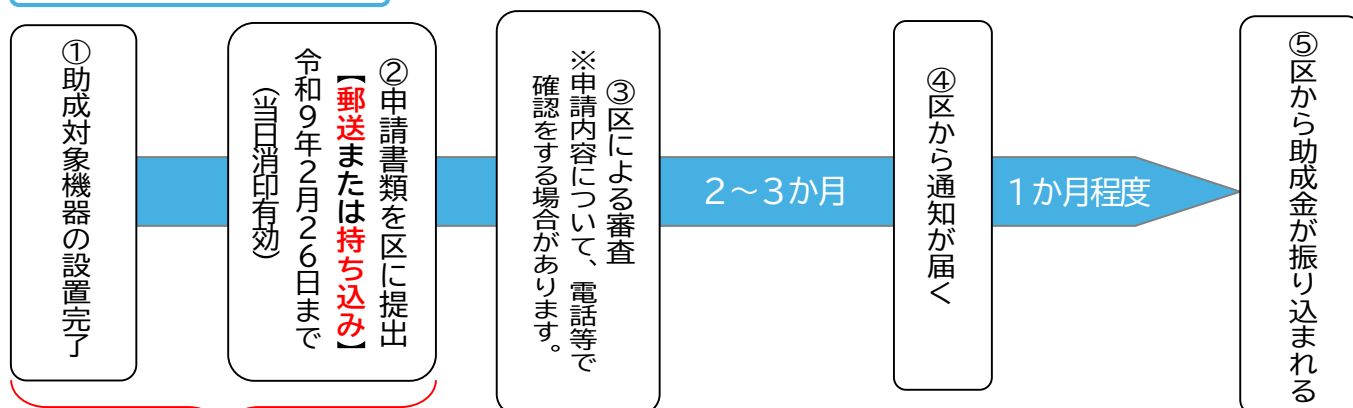 ①助成対象機器の設置完了
②申請書類を区に提出
【郵送または持ち込み】
令和9年2月26日まで
（当日消印有効）
③区による審査
※申請内容について、電話等で
確認をする場合があります。
2～3か月
④区から通知が届く
1か月程度
⑤区から助成金が振り込まれる